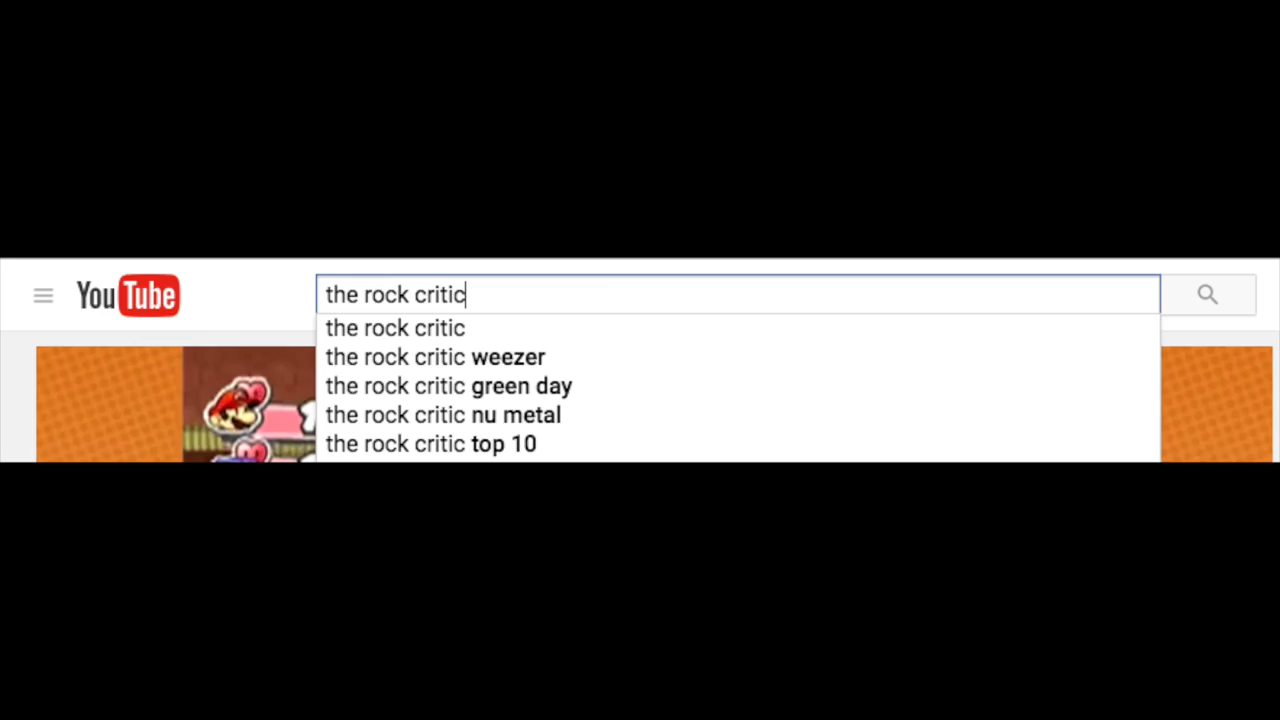 YouTube
the rock critic
the rock critic
the rock critic weezer
the rock critic green day
the rock critic nu metal
the rock critic top 10